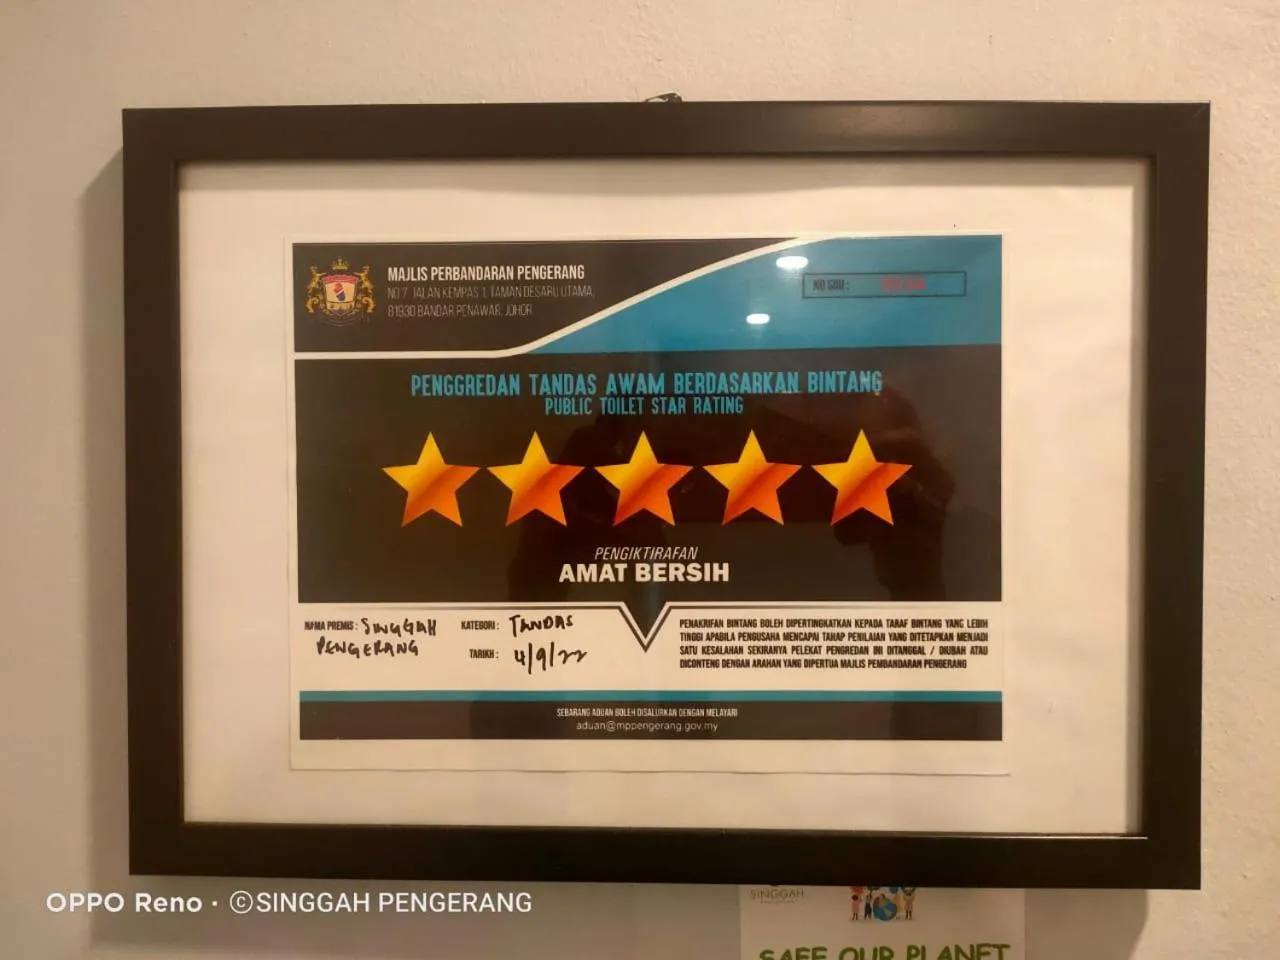 MAJLIS PERBANDARAN PENGERANG
NO.7, JALAN KEMPAS 1, TAMAN DESARU UTAMA,
81930 BANDAR PENAWAR, JOHOR
NO SIRI :
PENGGREDAN TANDAS AWAM BERDASARKAN BINTANG
PUBLIC TOILET STAR RATING
PENGIKTIRAFAN
AMAT BERSIH
NAMA PREMIS : SINGGAH
PENGERANG
KATEGORI : TANDAS
TARIKH : 4/9/22
PENAKRIFAN BINTANG BOLEH DIPERTINGKATKAN KEPADA TARAF BINTANG YANG LEBIH
TINGGI APABILA PENGUSAHA MENCAPAI TAHAP PENILAIAN YANG DITETAPKAN MENJADI
SATU KESALAHAN SEKIRANYA PELEKAT PENGREDAN INI DITANGGAL / DIUBAH ATAU
DICONTENG DENGAN ARAHAN YANG DIPERTUA MAJLIS PEMBANDARAN PENGERANG
SEBARANG ADUAN BOLEH DISALURKAN DENGAN MELAYARI
aduan@mppengerang.gov.my
SINGGAH
SAFE OUR PLANET
OPPO Reno · ©SINGGAH PENGERANG